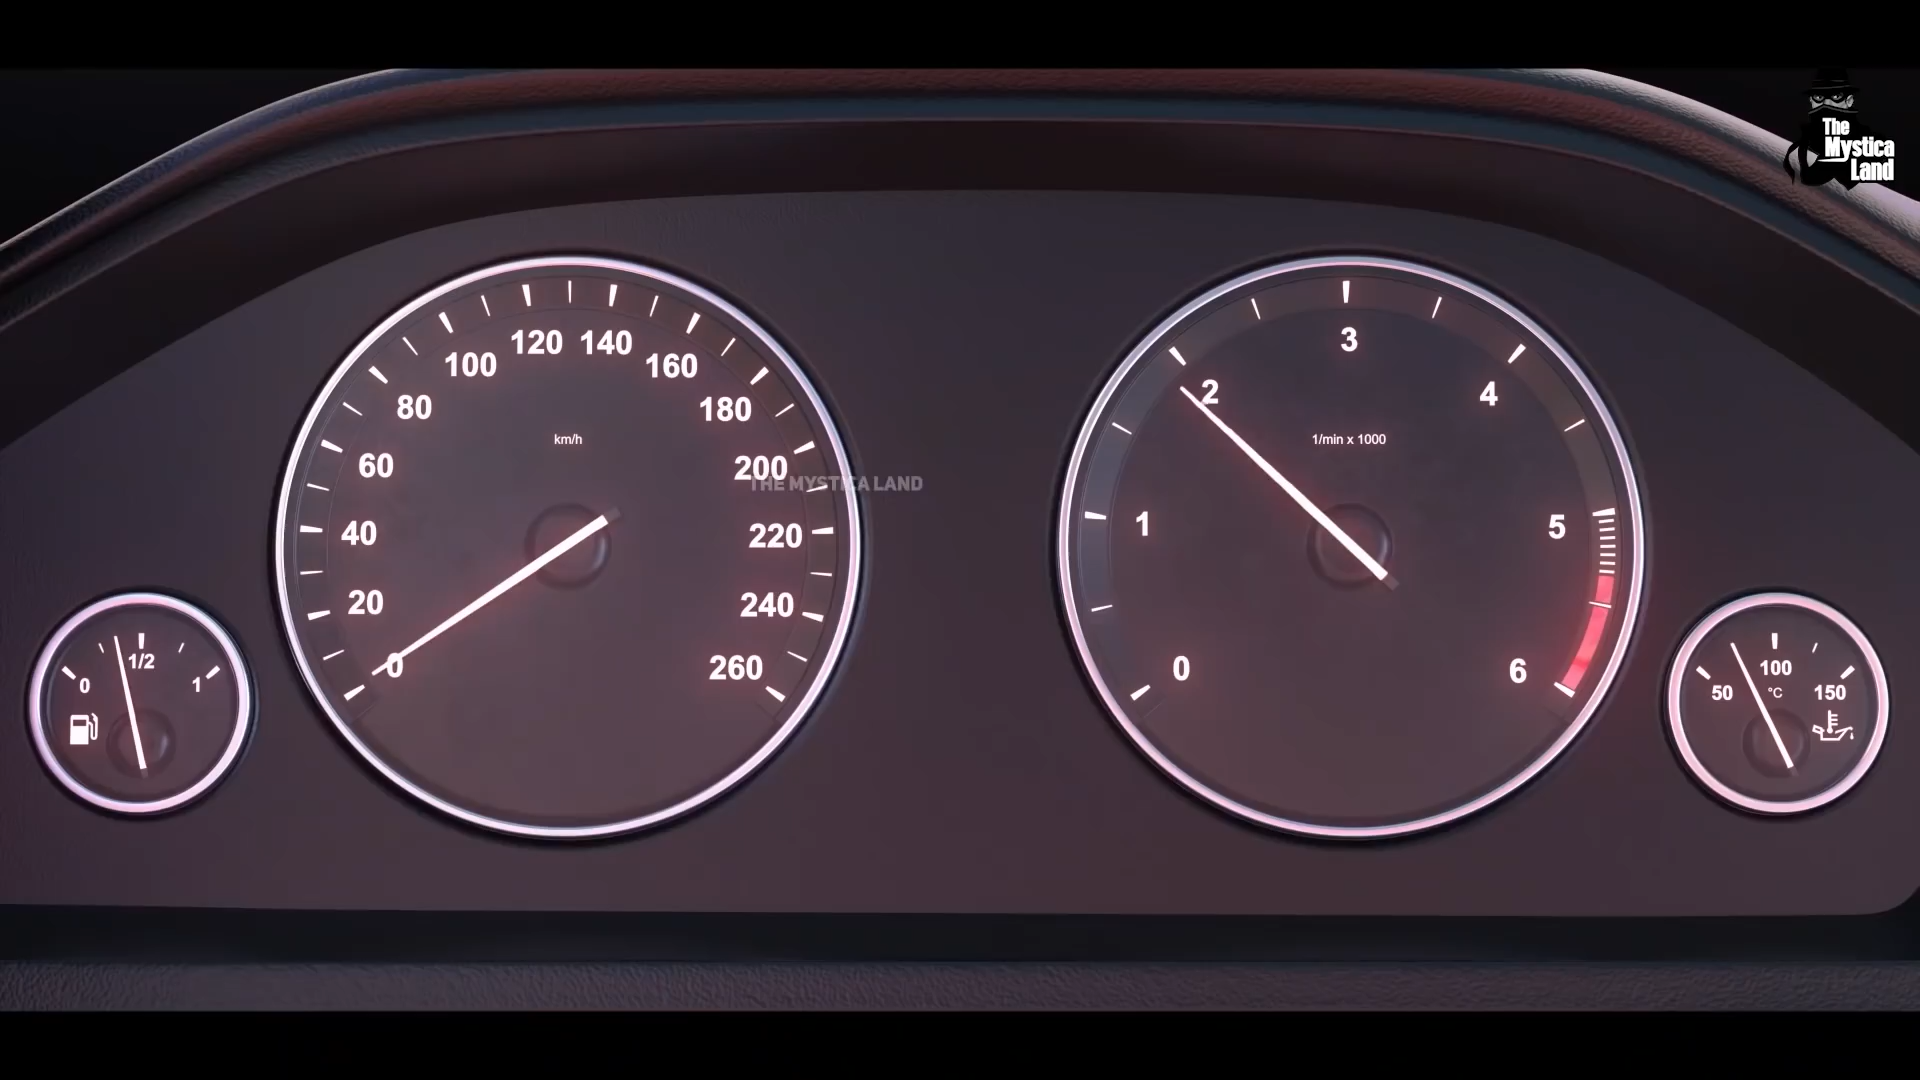 The
Mystica
Land
120 140
100 160
80 180
60 200
40 220
20 240
0 260
km/h
THE MYSTICA LAND
3
2 4
1/min x 1000
1 5
0 6
1/2
0 1
100
50 °C 150